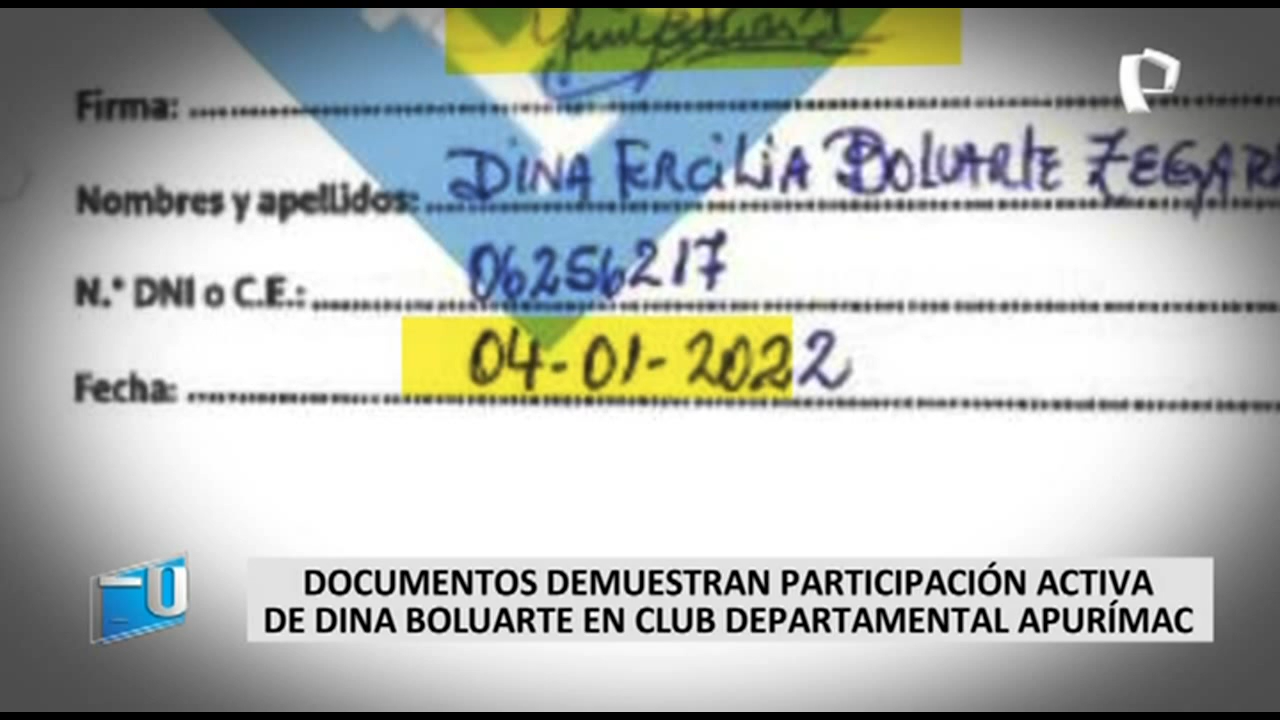 Firma:
Nombres y apellidos: DINA ERCILIA BOLUARTE ZEGAR
N.° DNI o C.E.: 06256217
Fecha: 04-01-2022
DOCUMENTOS DEMUESTRAN PARTICIPACIÓN ACTIVA
DE DINA BOLUARTE EN CLUB DEPARTAMENTAL APURÍMAC